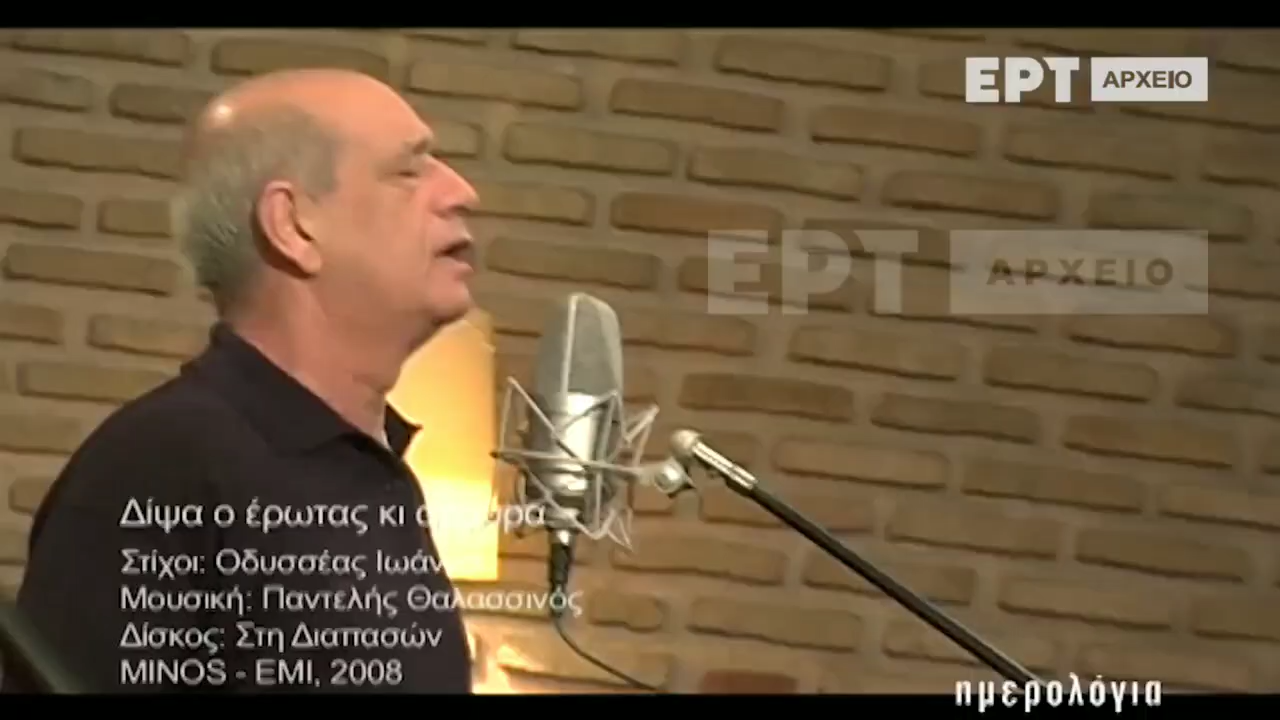 ΕΡΤ ΑΡΧΕΙΟ
ΕΡΤ ΑΡΧΕΙΟ
Δίψα ο έρωτας κι
Στίχοι: Οδυσσέας
Μουσική: Παντελής Θαλασσινός
Δίσκος: Στη Διαπασών
MINOS - EMI, 2008
ημερολόγια